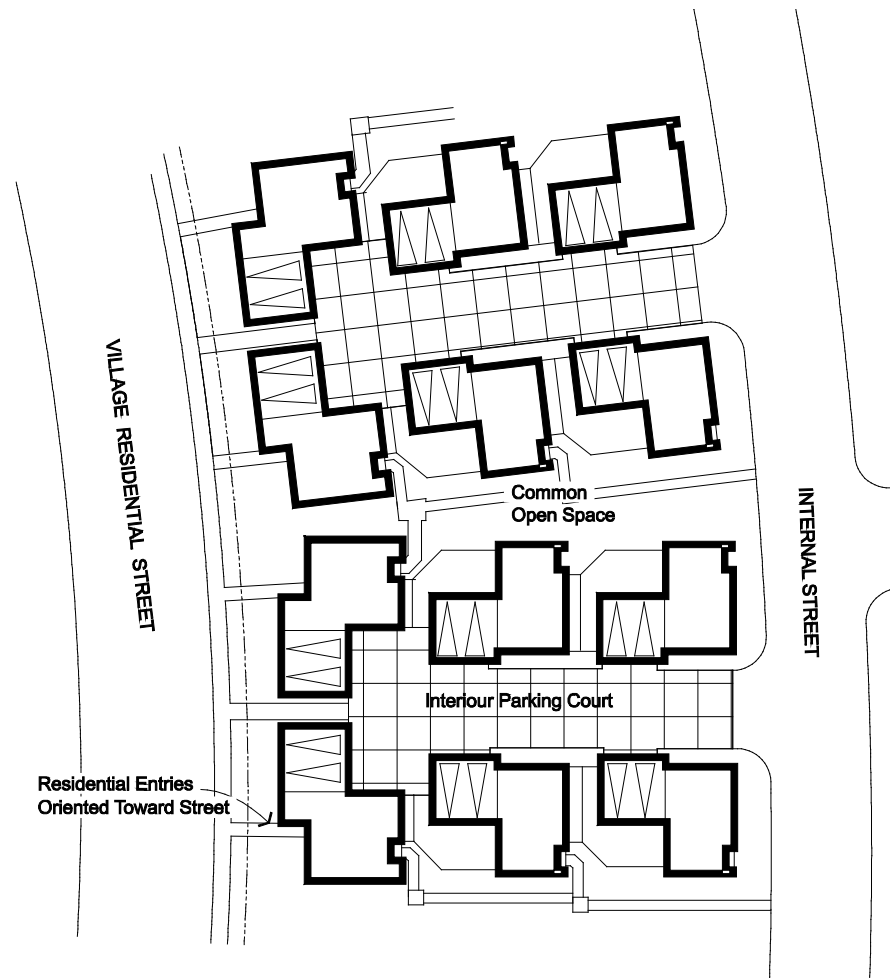 VILLAGE RESIDENTIAL STREET
Common
Open Space
INTERNAL STREET
Interiour Parking Court
Residential Entries
Oriented Toward Street